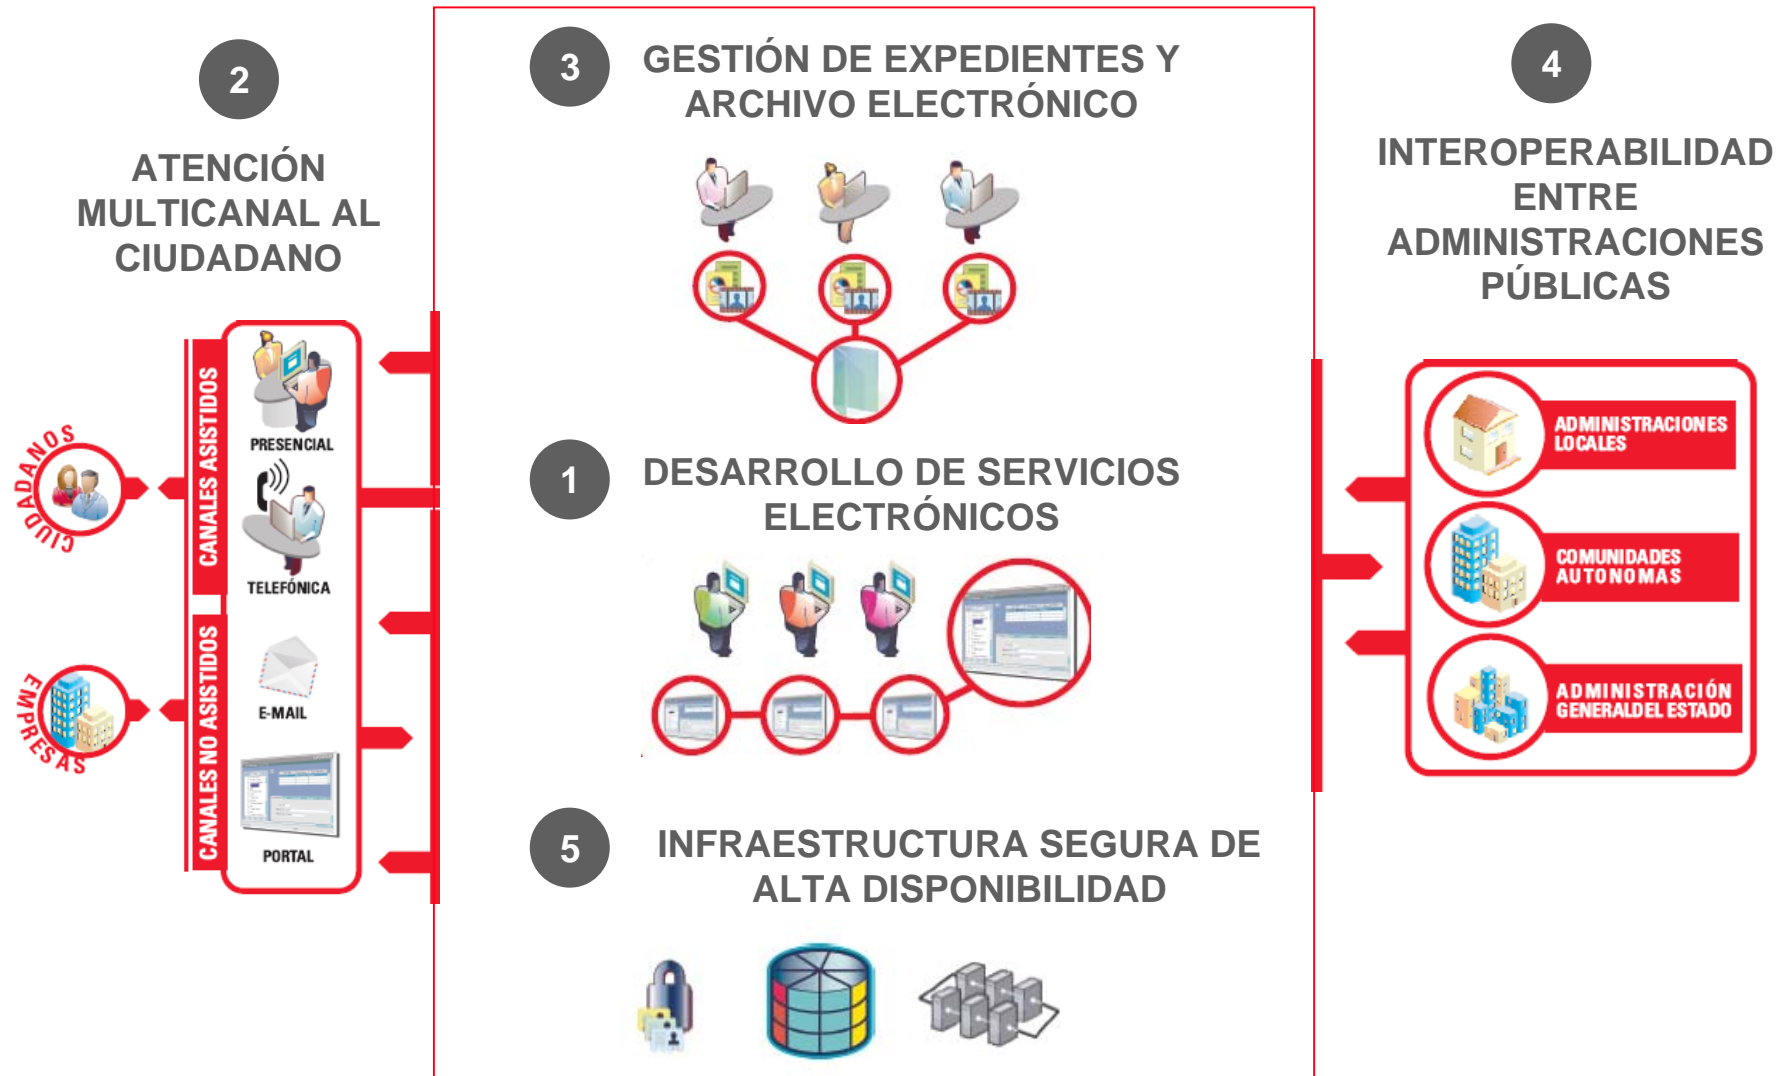 2
ATENCIÓN
MULTICANAL AL
CIUDADANO
CIUDADANOS
EMPRESAS
CANALES ASISTIDOS
CANALES NO ASISTIDOS
PRESENCIAL
TELEFÓNICA
E-MAIL
PORTAL
3
GESTIÓN DE EXPEDIENTES Y
ARCHIVO ELECTRÓNICO
1
DESARROLLO DE SERVICIOS
ELECTRÓNICOS
5
INFRAESTRUCTURA SEGURA DE
ALTA DISPONIBILIDAD
4
INTEROPERABILIDAD
ENTRE
ADMINISTRACIONES
PÚBLICAS
ADMINISTRACIONES
LOCALES
COMUNIDADES
AUTONOMAS
ADMINISTRACIÓN
GENERALDEL ESTADO